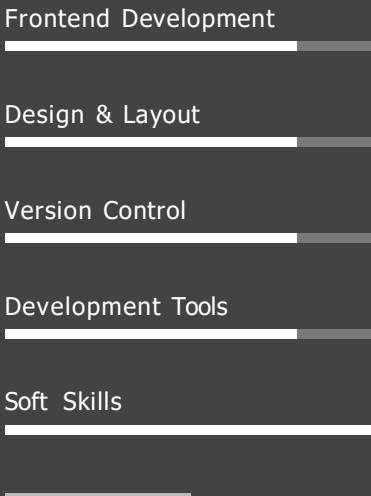 Frontend Development
Design & Layout
Version Control
Development Tools
Soft Skills